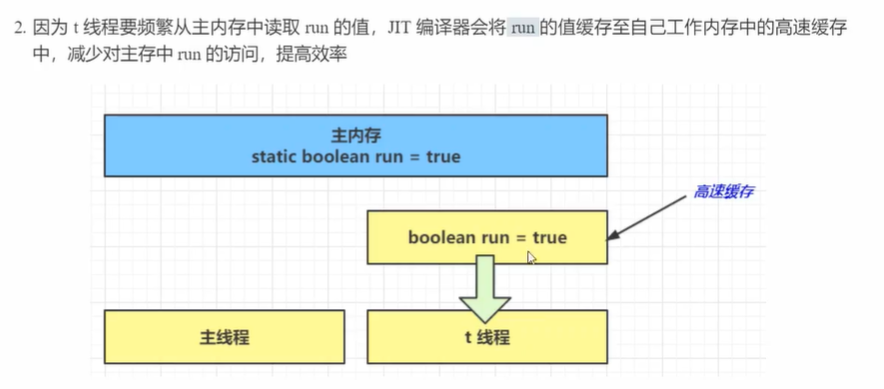 2. 因为 t 线程要频繁从主内存中读取 run 的值，JIT 编译器会将 run 的值缓存至自己工作内存中的高速缓存
中，减少对主存中 run 的访问，提高效率
主内存
static boolean run = true
高速缓存
boolean run = true
主线程
t 线程